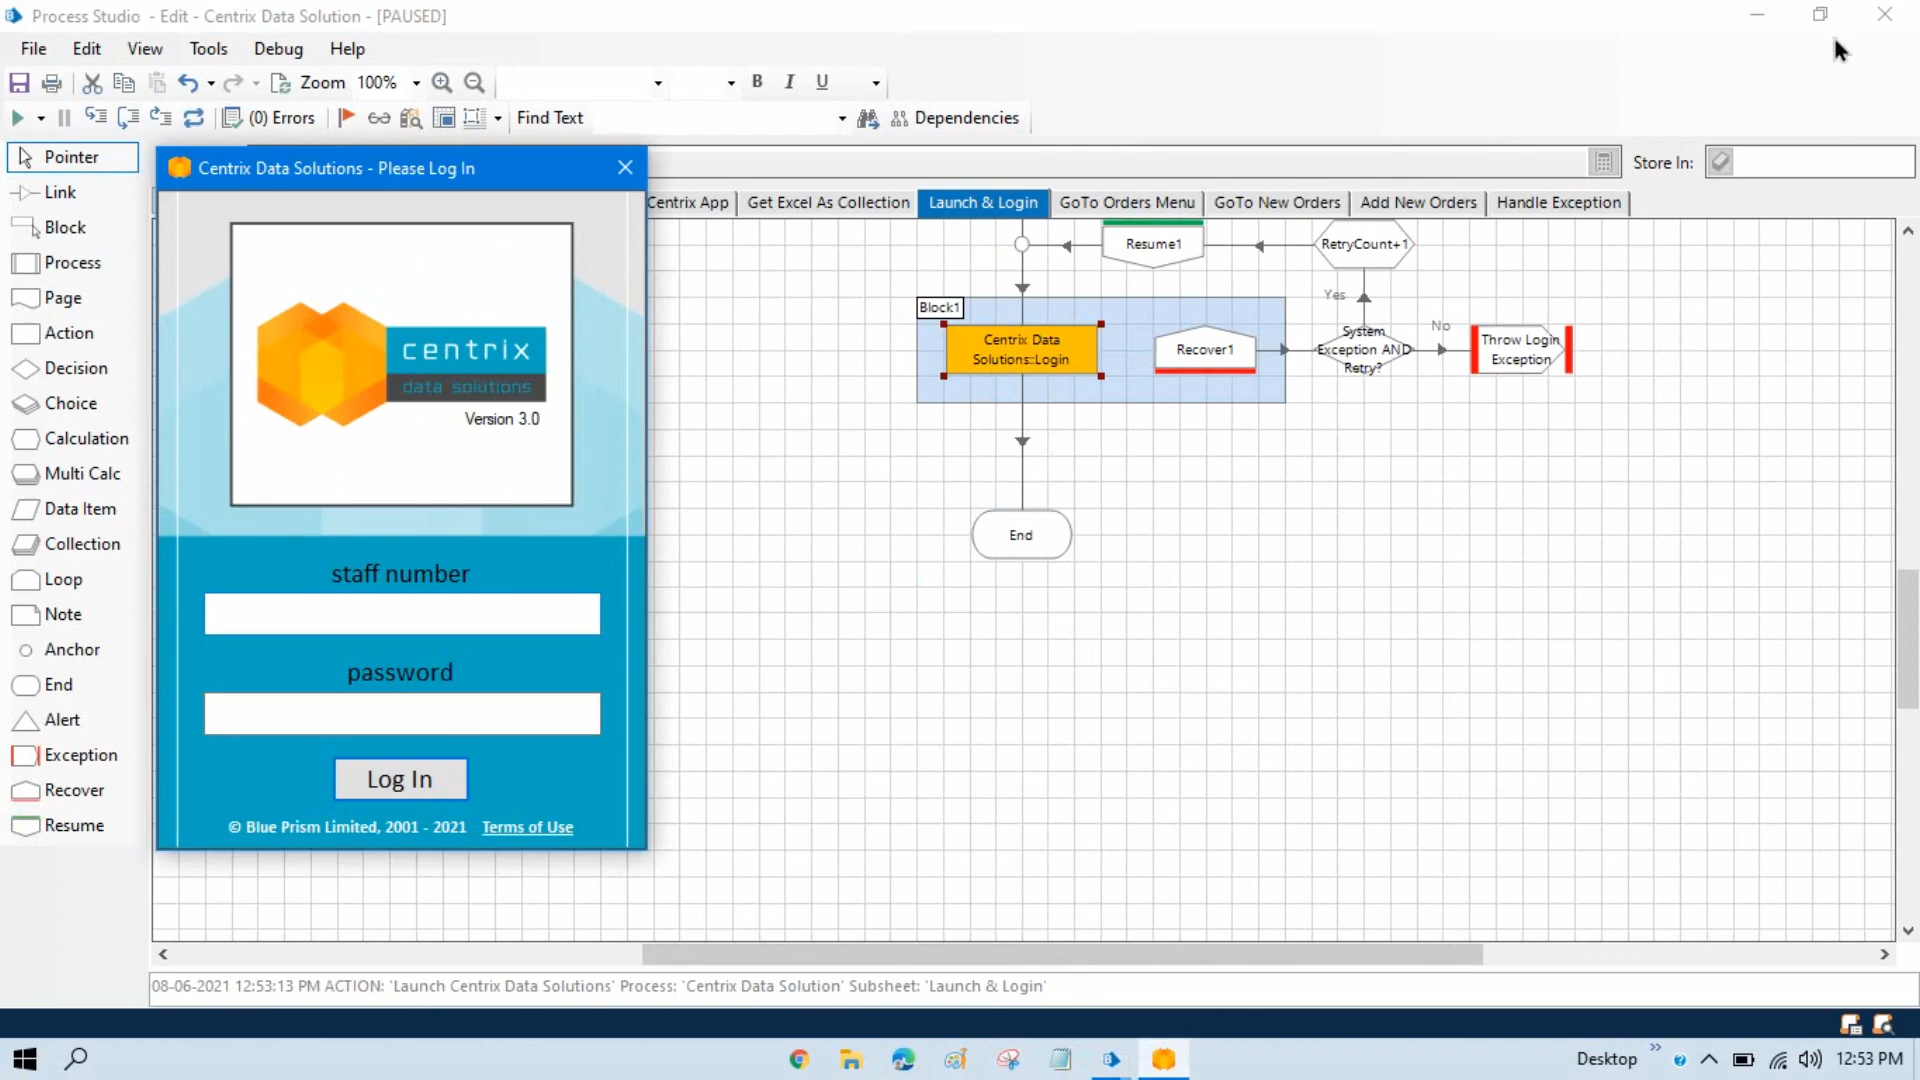 Process Studio - Edit - Centrix Data Solution - [PAUSED]
File Edit View Tools Debug Help
Zoom 100% B I U
(0) Errors Find Text Dependencies
Pointer
Link
Block
Process
Page
Action
Decision
Choice
Calculation
Multi Calc
Data Item
Collection
Loop
Note
Anchor
End
Alert
Exception
Recover
Resume
Centrix Data Solutions - Please Log In
centrix
data solutions
Version 3.0
staff number
password
Log In
© Blue Prism Limited, 2001 - 2021 Terms of Use
Store In:
Centrix App Get Excel As Collection Launch & Login GoTo Orders Menu GoTo New Orders Add New Orders Handle Exception
Resume1 RetryCount+1
Yes
Block1
No
Centrix Data
Solutions::Login
Recover1
System
Exception AND
Retry?
Throw Login
Exception
End
08-06-2021 12:53:13 PM ACTION: 'Launch Centrix Data Solutions' Process: 'Centrix Data Solution' Subsheet: 'Launch & Login'
Desktop 12:53 PM